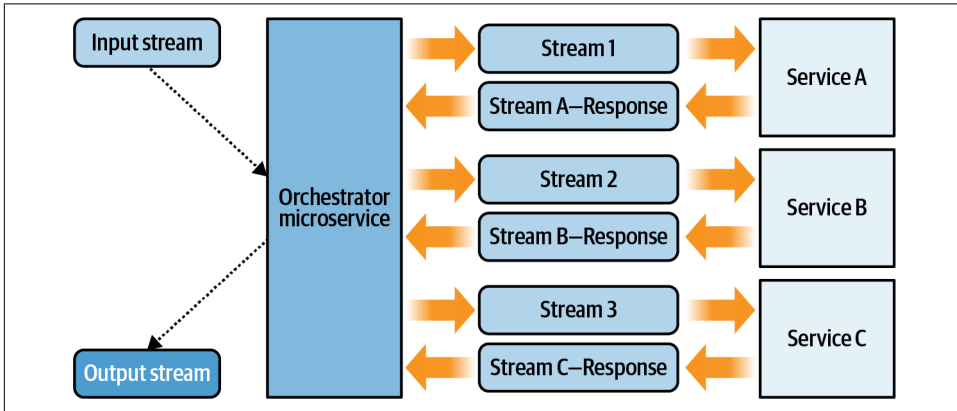 Input stream
Stream 1
Service A
Stream A—Response
Orchestrator
microservice
Stream 2
Service B
Stream B—Response
Stream 3
Service C
Stream C—Response
Output stream